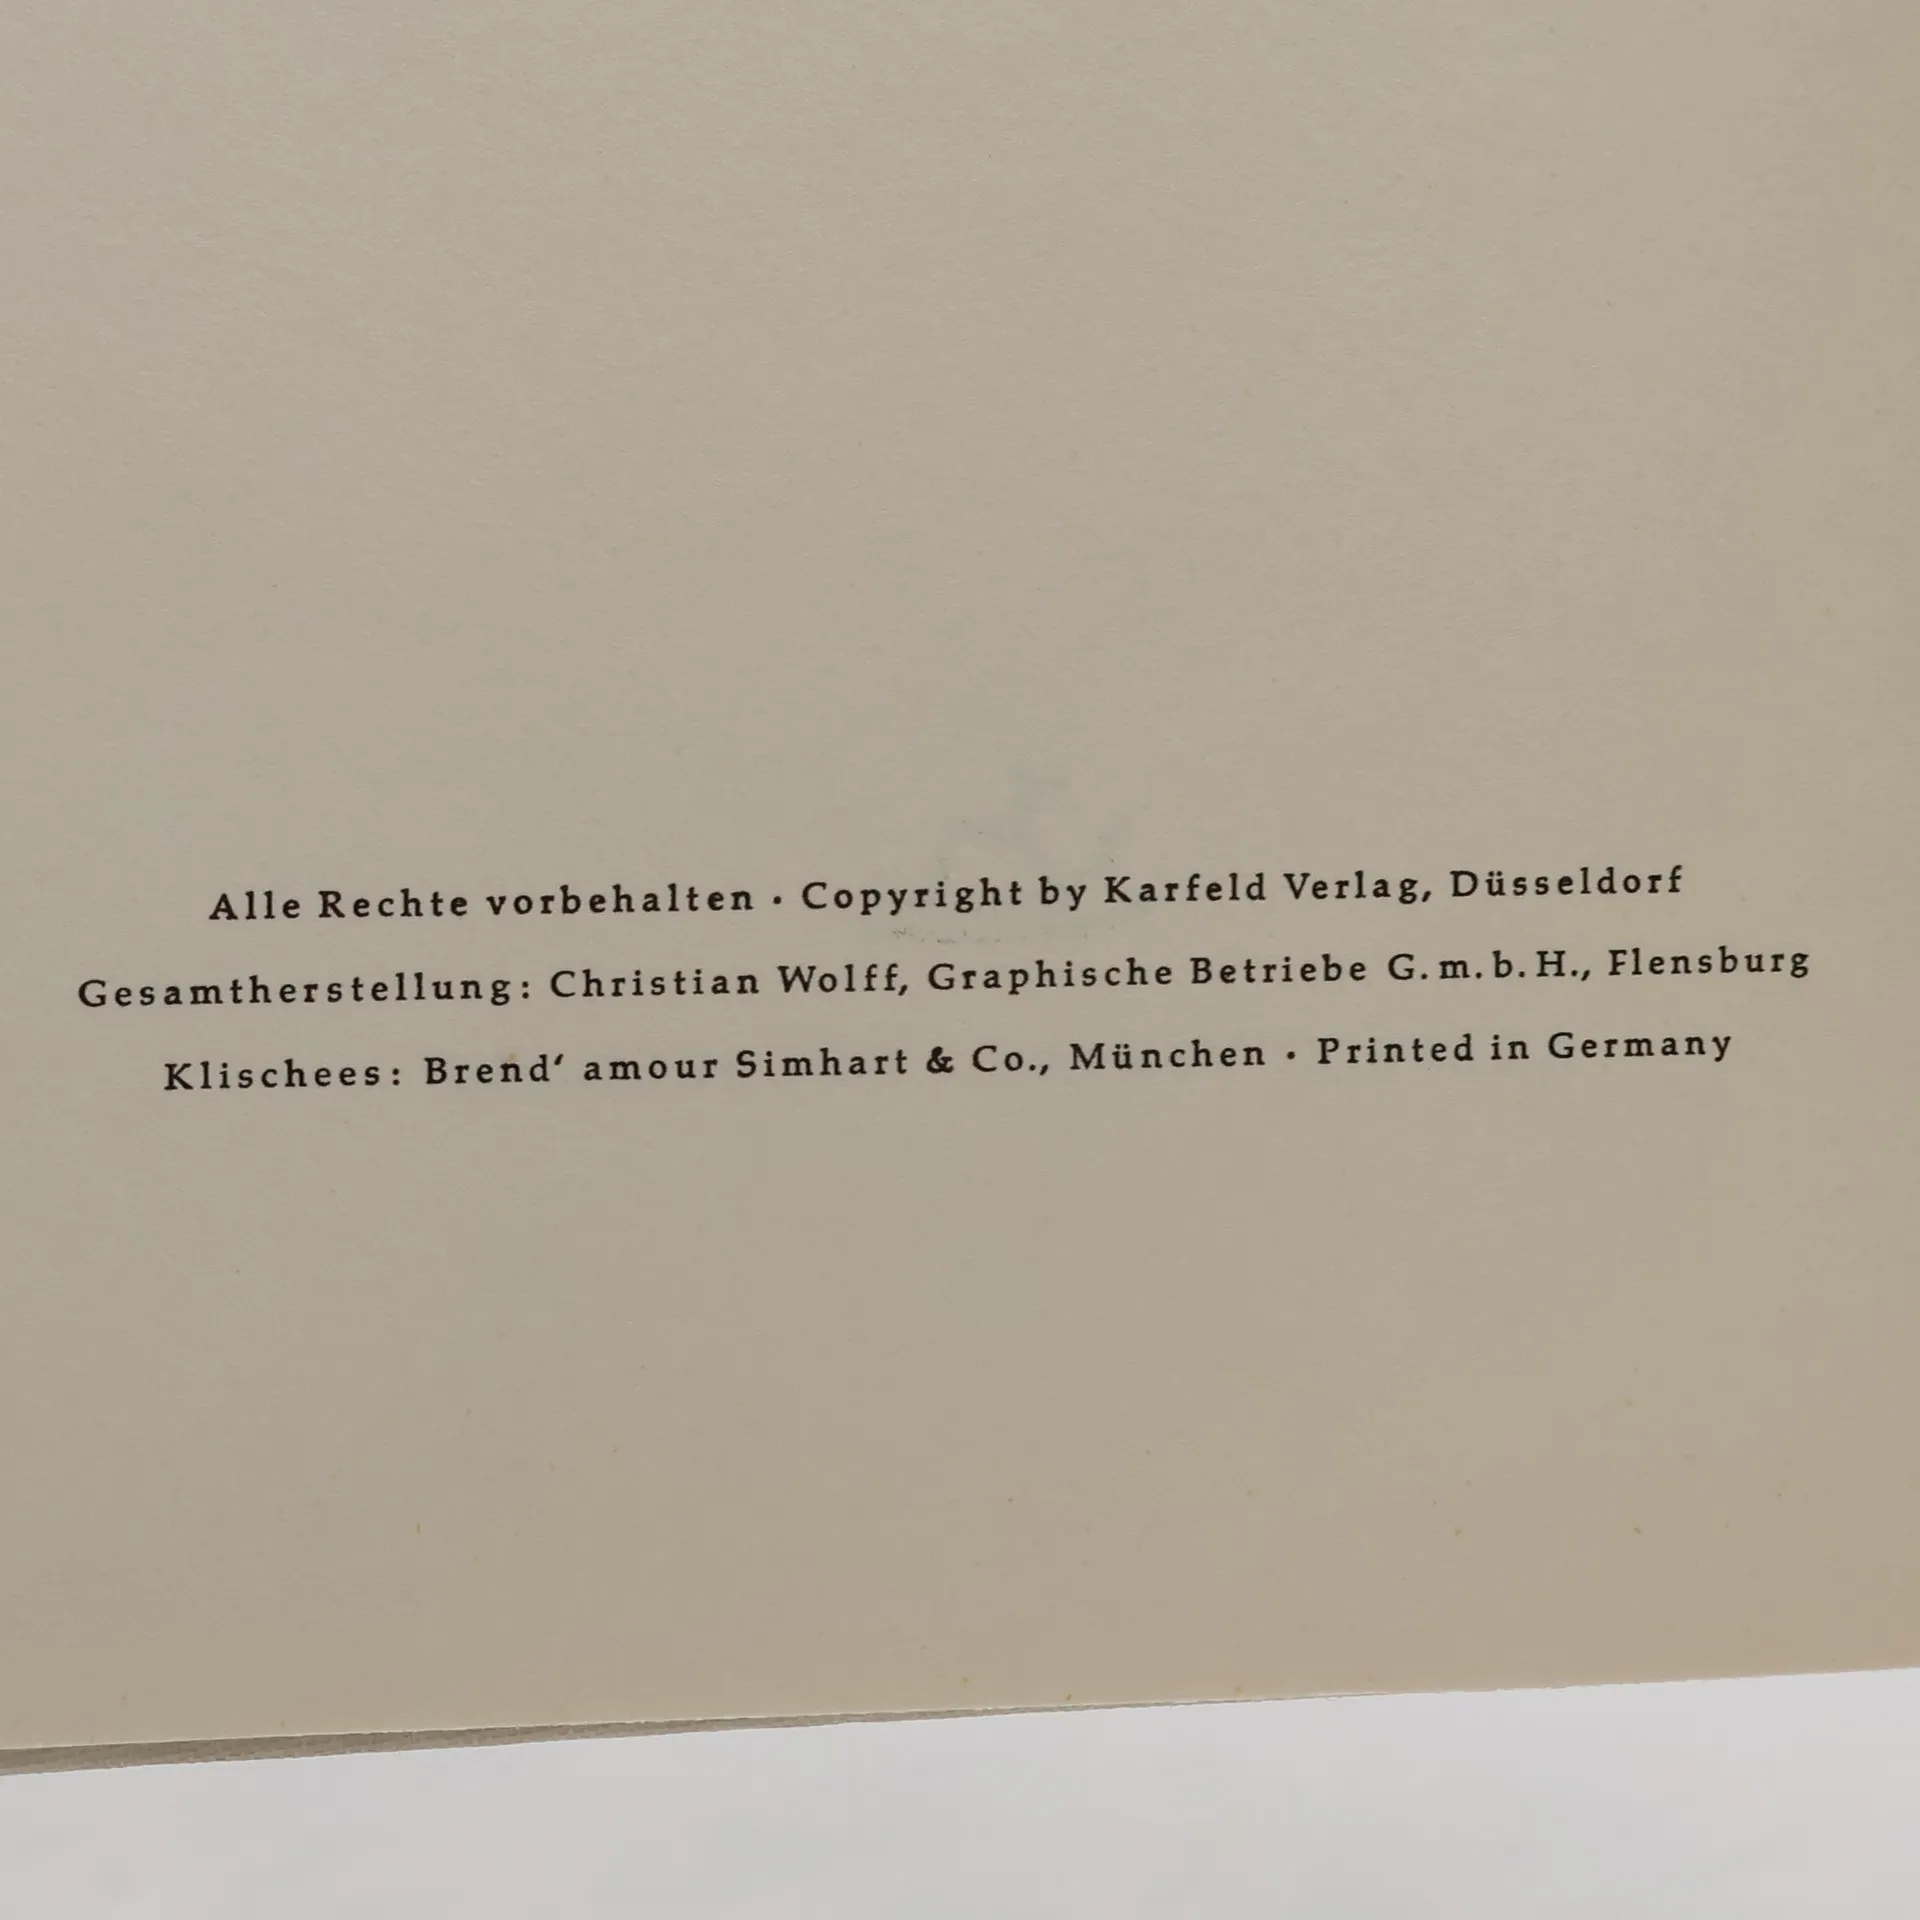 Alle Rechte vorbehalten · Copyright by Karfeld Verlag, Düsseldorf
Gesamtherstellung: Christian Wolff, Graphische Betriebe G.m.b.H., Flensburg
Klischees: Brend‘ amour Simhart & Co., München · Printed in Germany